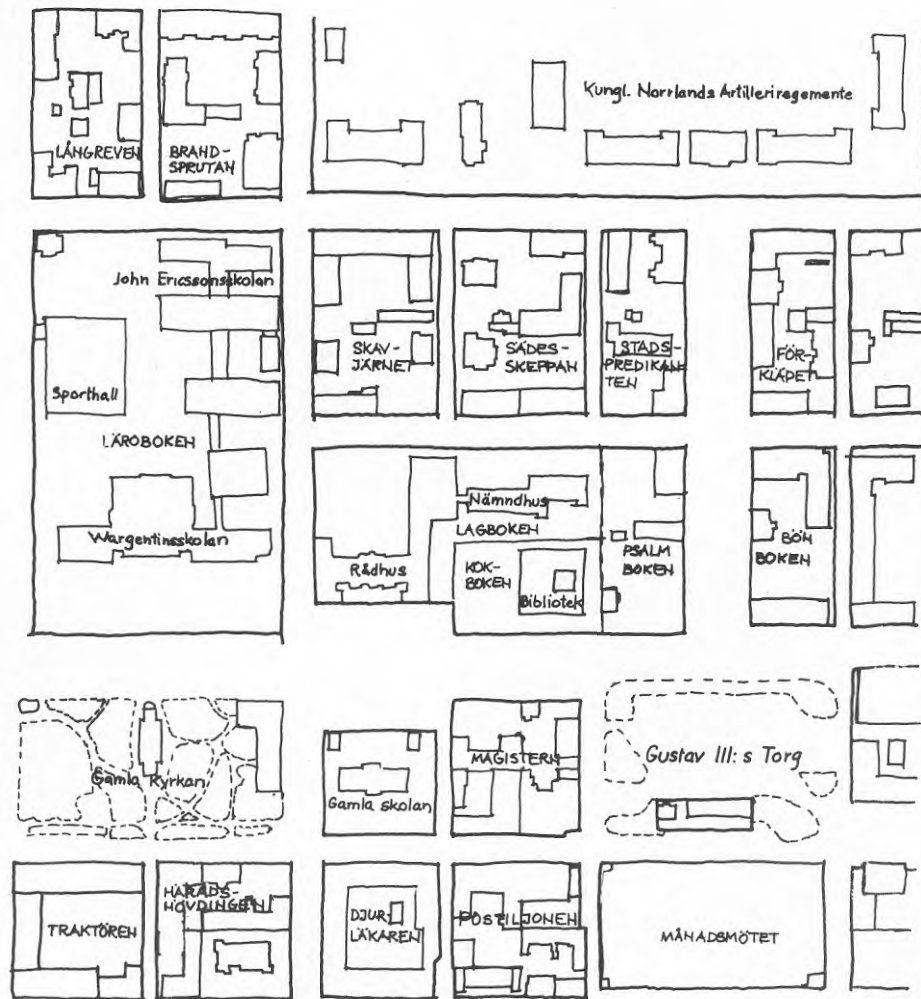 Kungl. Norrlands Artilleriregemente
LÅNGREVEN
BRAND-
SPRUTAN
John Ericssonsskolan
Sporthall
LÄROBOKEN
Wargentinsskolan
SKAV-
JÄRNET
SÄDES-
SKEPPAN
STADS-
PREDIKAN-
TEN
FÖR-
KLÄDET
Nämndhus
LAGBOKEN
Rådhus
KOK-
BOKEN
Bibliotek
PSALM
BOKEN
BÖN
BOKEN
Gamla Kyrkan
Gamla skolan
MAGISTERN
Gustav III:s Torg
TRAKTÖREN
HÄRADS-
HÖVDINGEN
DJUR-
LÄKAREN
POSTILJONEN
MÅNADSMÖTET